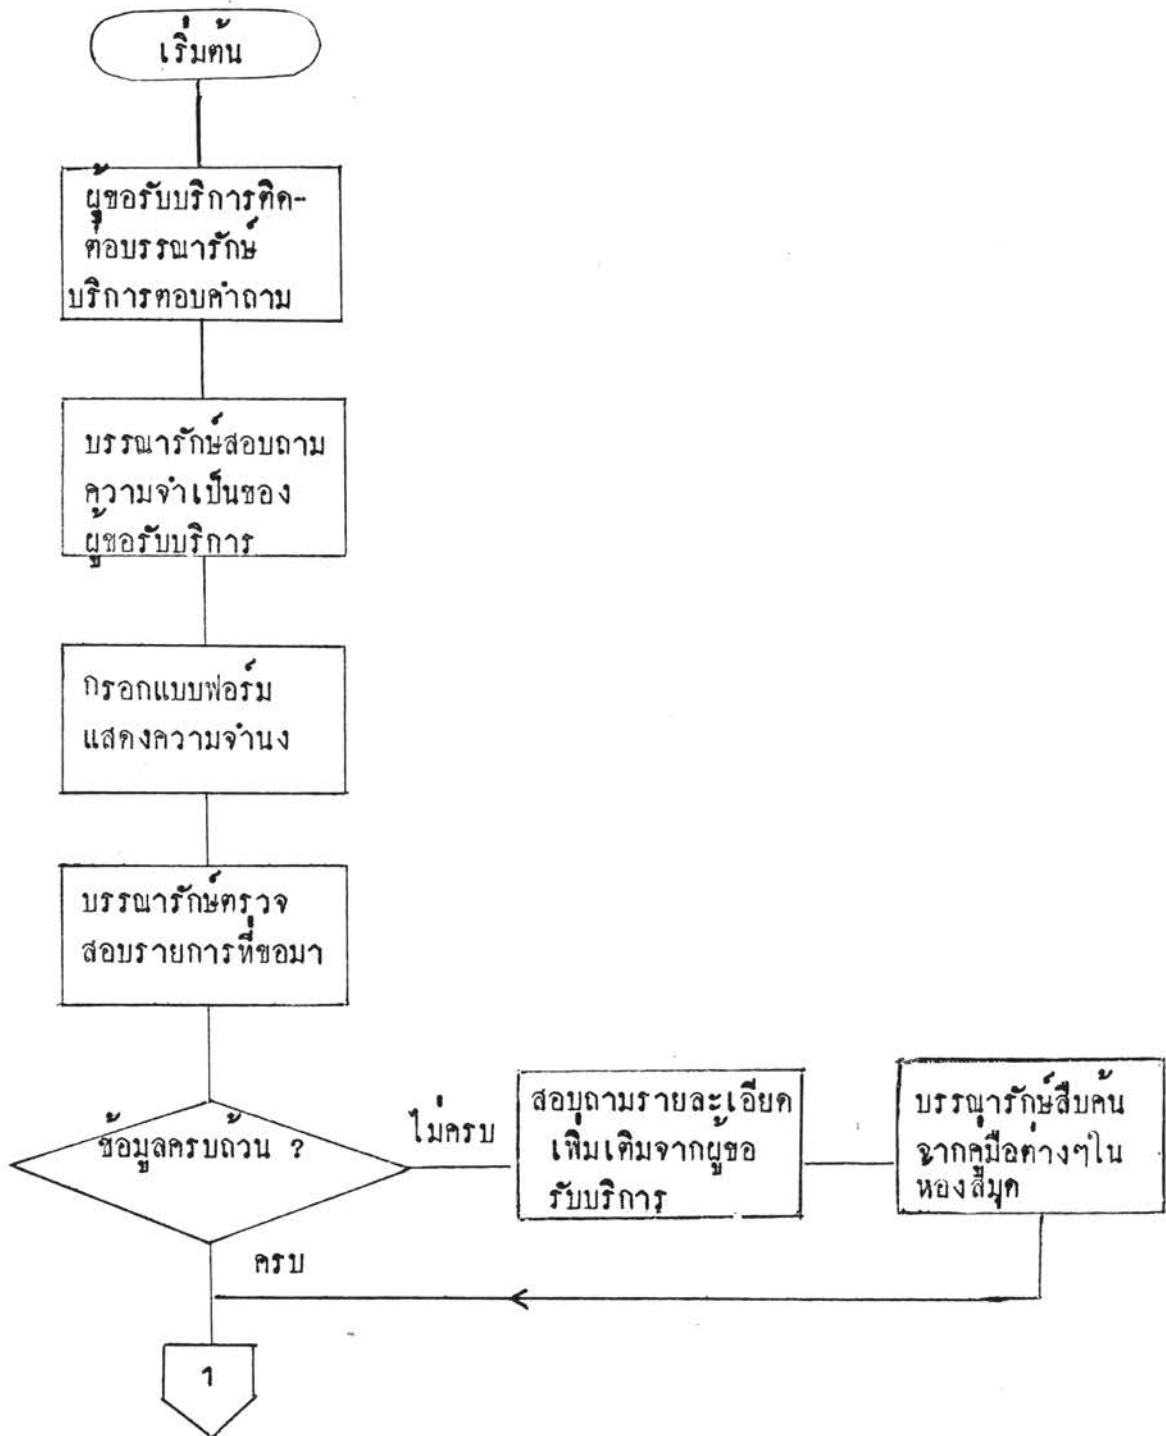 เริ่มต้น
ผู้ขอรับบริการติด-
ต่อบรรณารักษ์
บริการตอบคำถาม
บรรณารักษ์สอบถาม
ความจำเป็นของ
ผู้ขอรับบริการ
กรอกแบบฟอร์ม
แสดงความจำนง
บรรณารักษ์ตรวจ
สอบรายการที่ขอมา
ข้อมูลครบถ้วน ?
ไม่ครบ
สอบถามรายละเอียด
เพิ่มเติมจากผู้ขอ
รับบริการ
บรรณารักษ์สืบค้น
จากคู่มือต่างๆใน
ห้องสมุด
ครบ
1